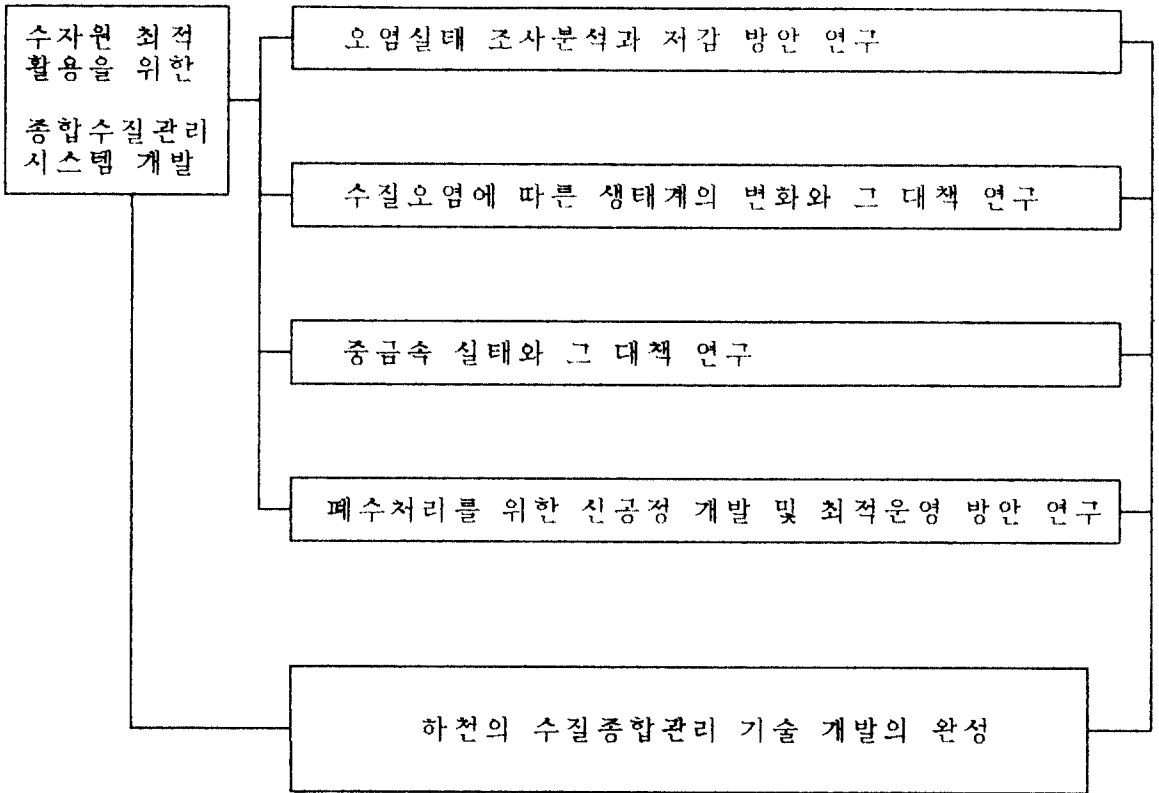 수자원 최적
활용을 위한
종합수질관리
시스템 개발
오염실태 조사분석과 저감 방안 연구
수질오염에 따른 생태계의 변화와 그 대책 연구
중금속 실태와 그 대책 연구
폐수처리를 위한 신공정 개발 및 최적운영 방안 연구
하천의 수질종합관리 기술 개발의 완성